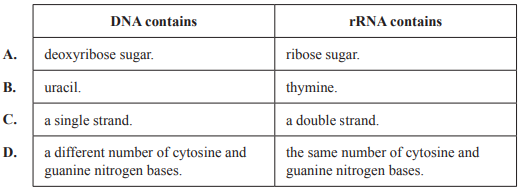 DNA contains rRNA contains
A. deoxyribose sugar. ribose sugar.
B. uracil. thymine.
C. a single strand. a double strand.
D. a different number of cytosine and the same number of cytosine and
guanine nitrogen bases. guanine nitrogen bases.